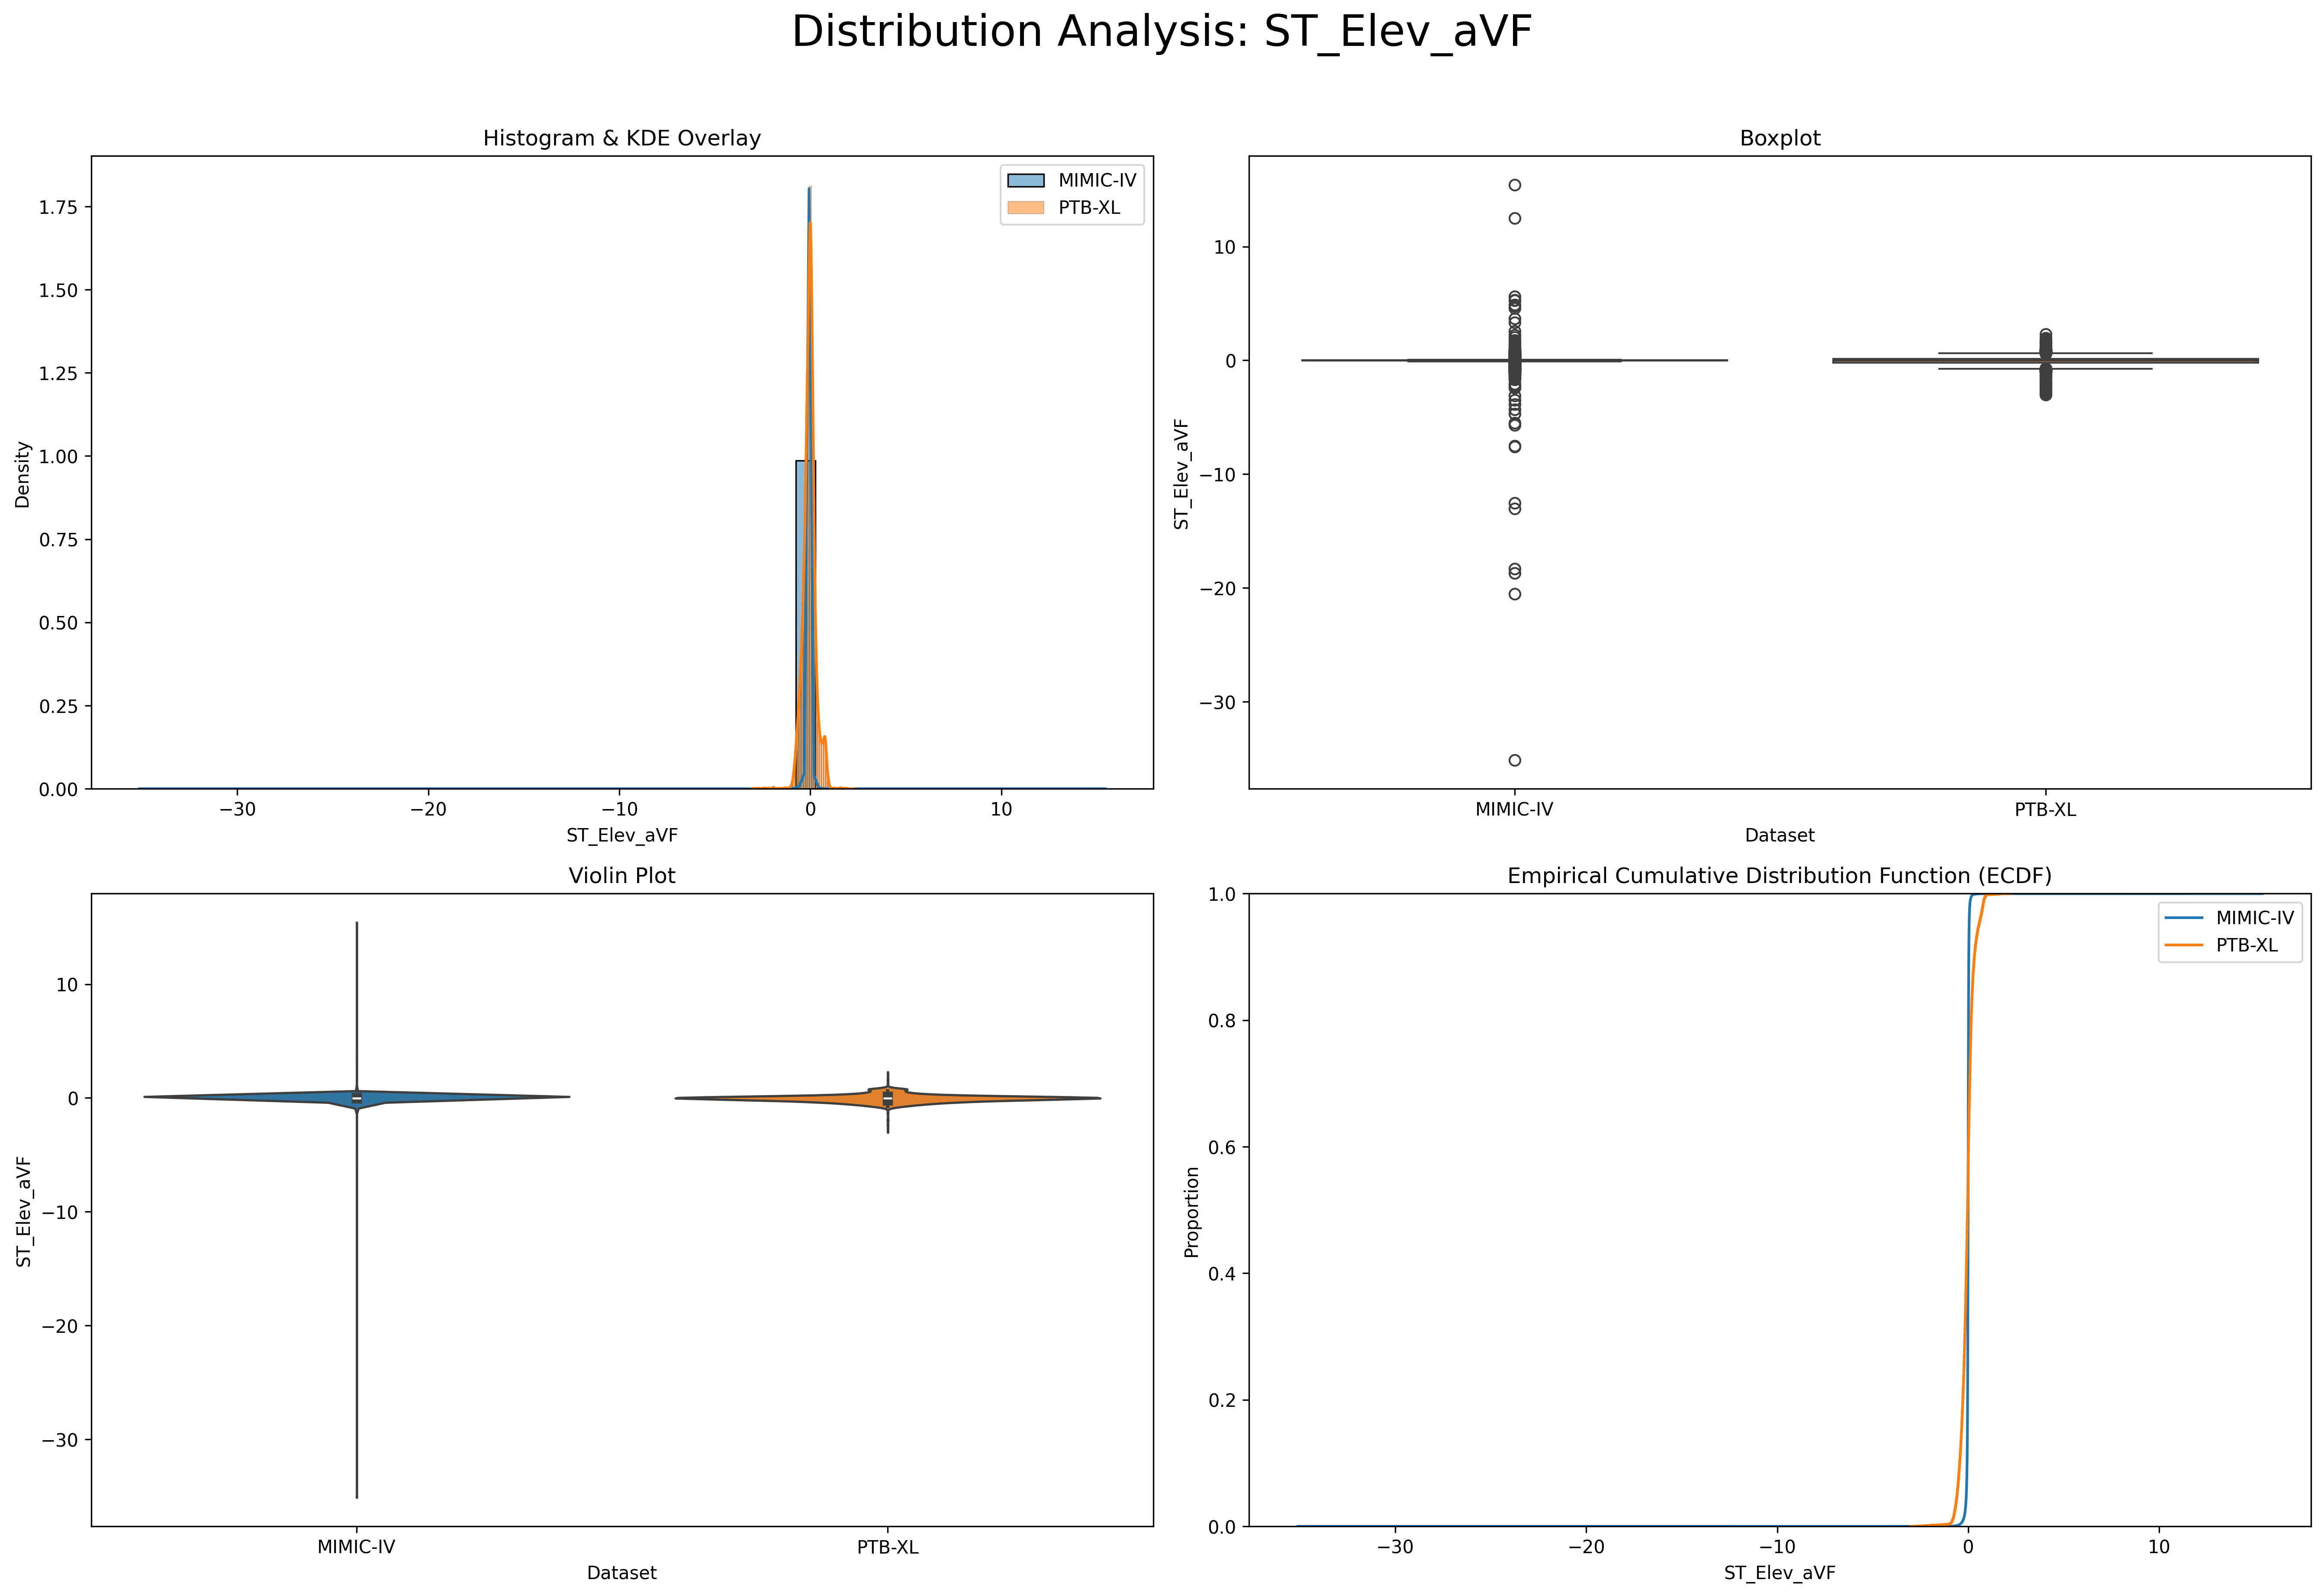 Distribution Analysis: ST_Elev_aVF
Histogram & KDE Overlay
MIMIC-IV
PTB-XL
1.75
1.50
1.25
1.00
0.75
0.50
0.25
0.00
Density
−30
−20
−10
0
10
ST_Elev_aVF
Boxplot
10
0
−10
−20
−30
ST_Elev_aVF
MIMIC-IV
PTB-XL
Dataset
Violin Plot
10
0
−10
−20
−30
ST_Elev_aVF
MIMIC-IV
PTB-XL
Dataset
Empirical Cumulative Distribution Function (ECDF)
MIMIC-IV
PTB-XL
1.0
0.8
0.6
0.4
0.2
0.0
Proportion
−30
−20
−10
0
10
ST_Elev_aVF